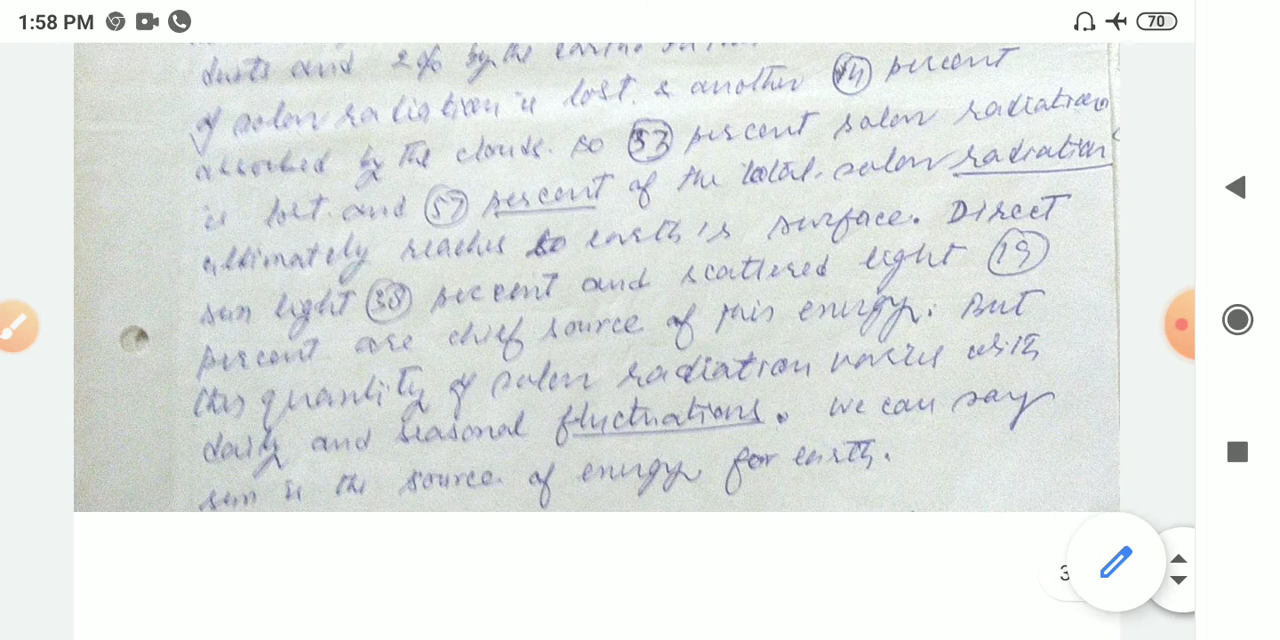 1:58 PM
70
dusts and 2% by the
of solar radiation is lost. & another percent
absorbed by the clouds. so percent solar radiation
is lost and 57 percent of the total solar radiation
ultimately reaches to earth's surface. Direct
sun light 38 percent and scattered light 19
percent are chief source of this energy. But
this quantity of solar radiation varies with
daily and seasonal fluctuations. we can say
sun is the source of energy for earth.
3